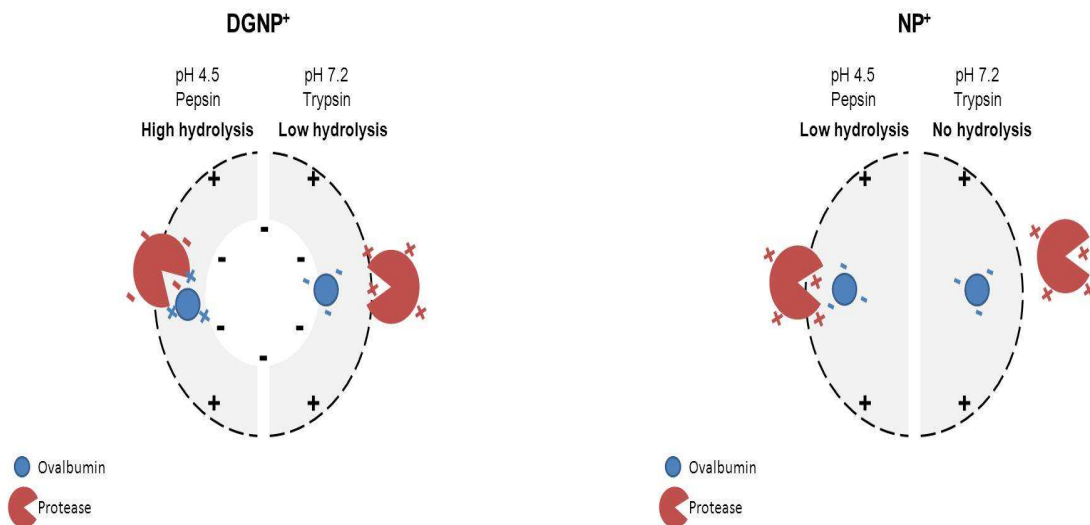 DGNP⁺
pH 4.5
Pepsin
High hydrolysis
pH 7.2
Trypsin
Low hydrolysis
+ +
- - - - - -
+ +
Ovalbumin
Protease
NP⁺
pH 4.5
Pepsin
Low hydrolysis
pH 7.2
Trypsin
No hydrolysis
+ +
+ +
Ovalbumin
Protease